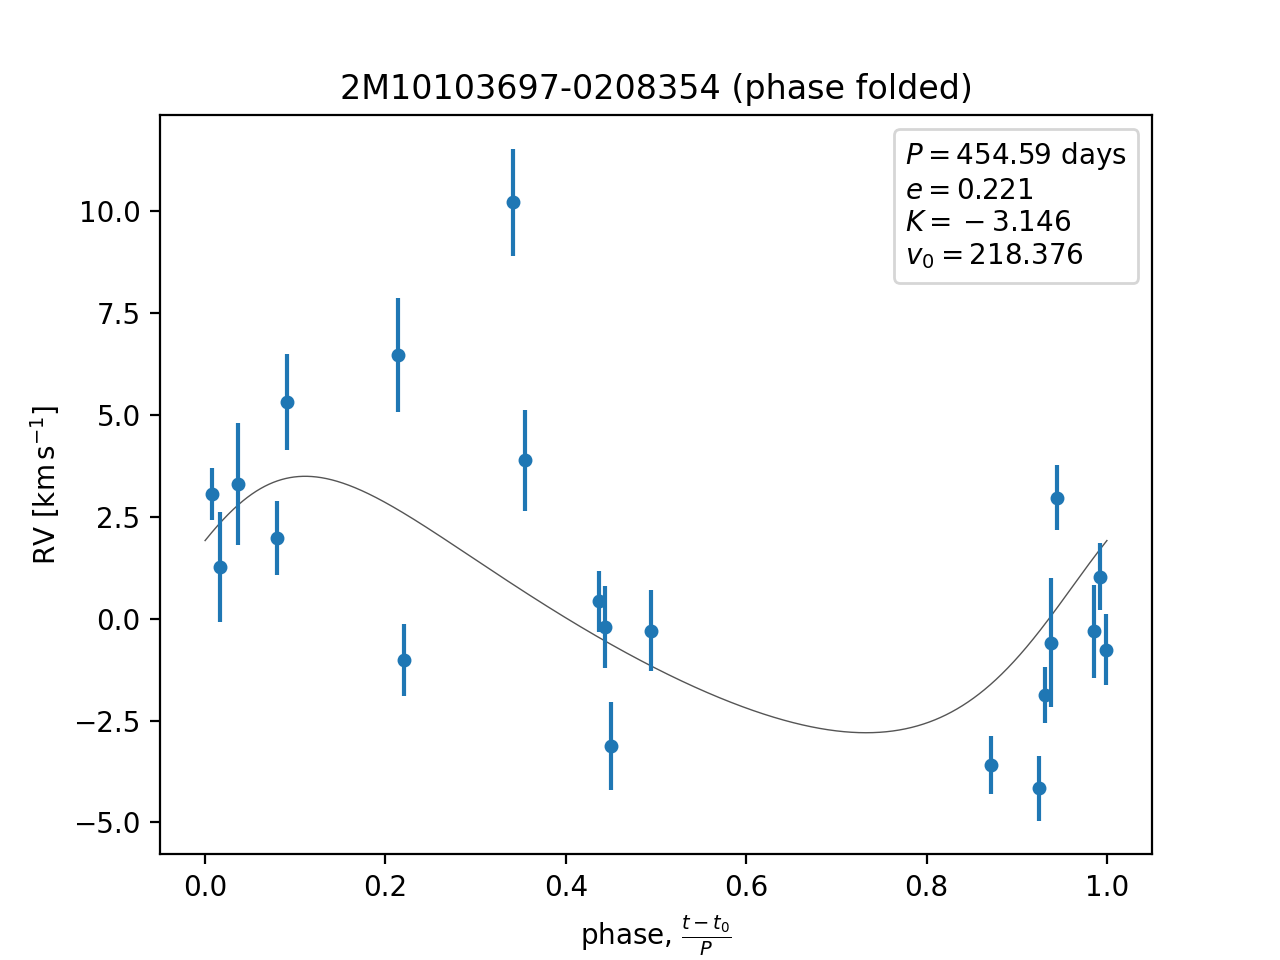 2M10103697-0208354 (phase folded)
P = 454.59 days
e = 0.221
K = −3.146
v₀ = 218.376
10.0
7.5
5.0
2.5
0.0
−2.5
−5.0
RV [km s⁻¹]
0.0 0.2 0.4 0.6 0.8 1.0
phase, (t − t₀)/P